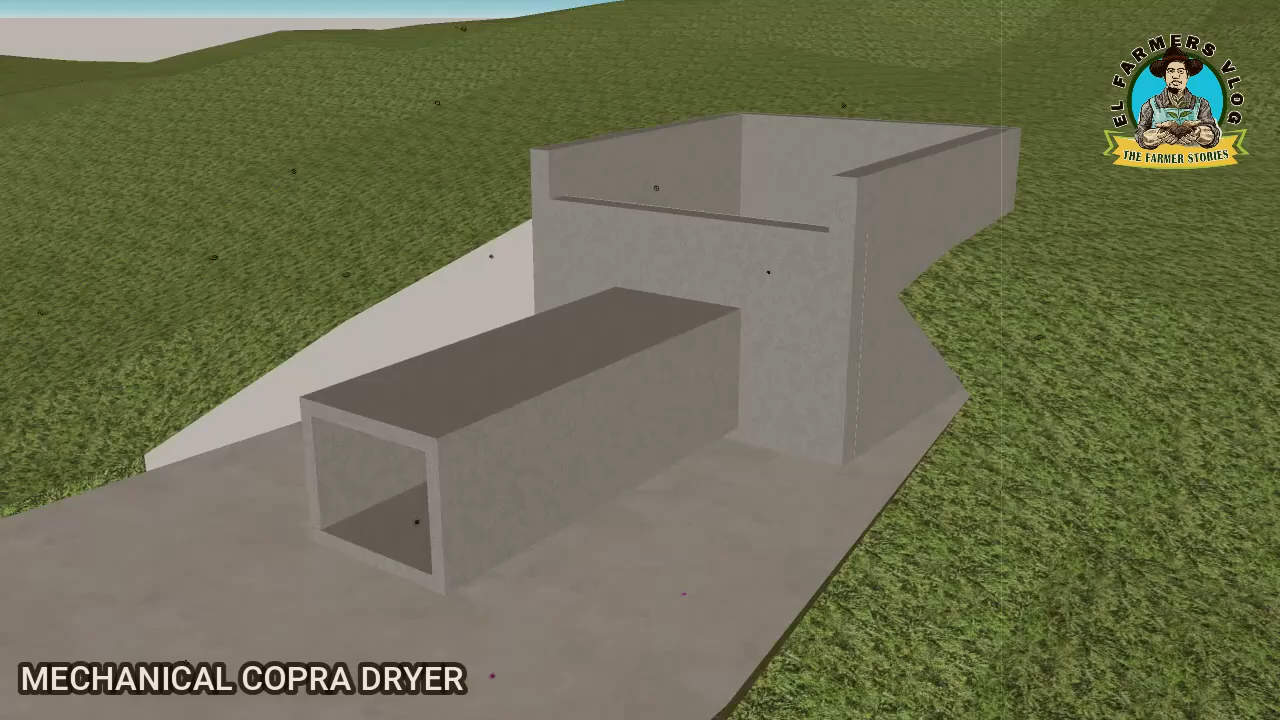 EL FARMERS VLOG
THE FARMER STORIES
MECHANICAL COPRA DRYER